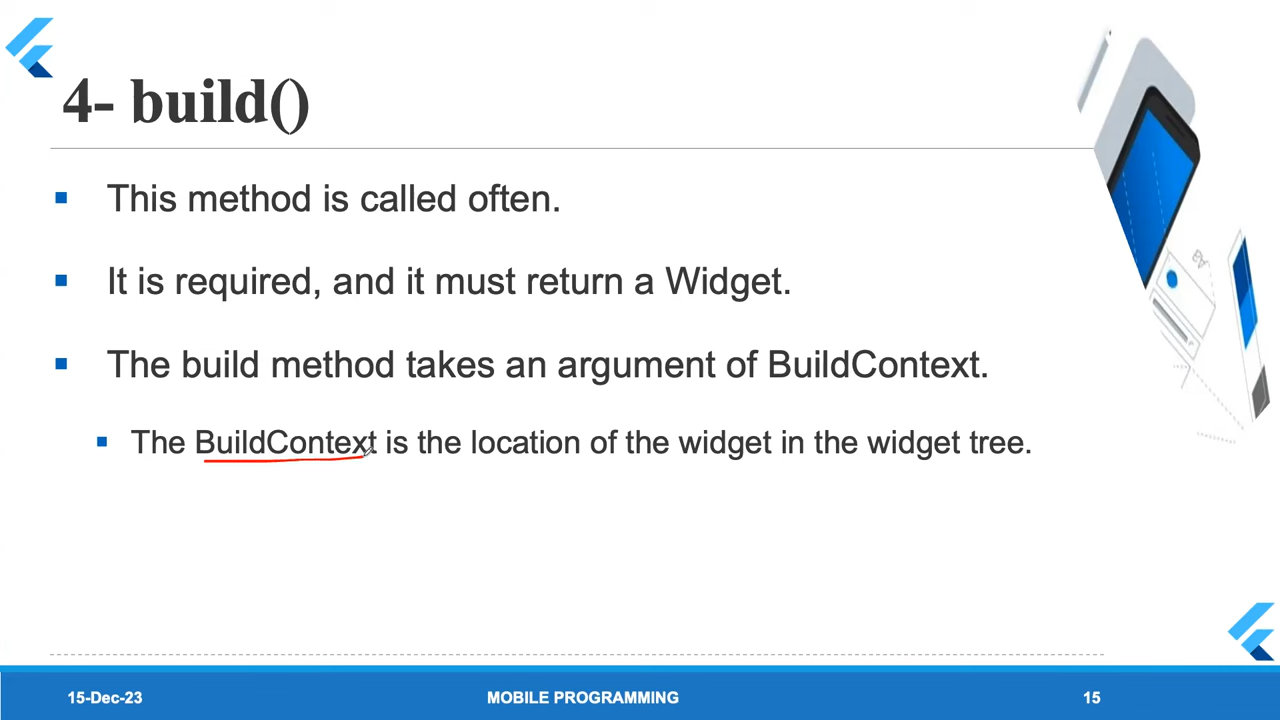 4- build()
This method is called often.
It is required, and it must return a Widget.
The build method takes an argument of BuildContext.
The BuildContext is the location of the widget in the widget tree.
Aa
15-Dec-23 MOBILE PROGRAMMING 15